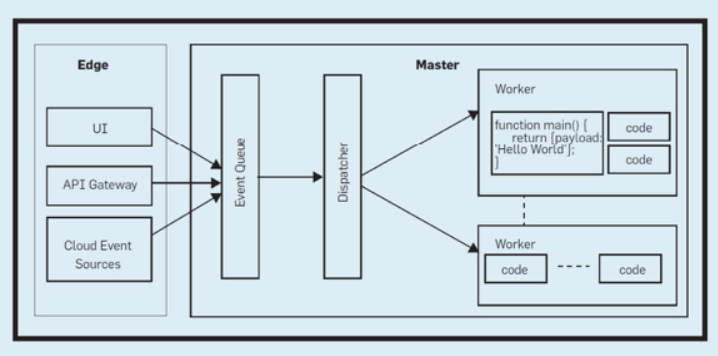 Edge
UI
API Gateway
Cloud Event
Sources
Master
Event Queue
Dispatcher
Worker
function main() {
return {payload:
'Hello World'};
}
code
code
Worker
code
code